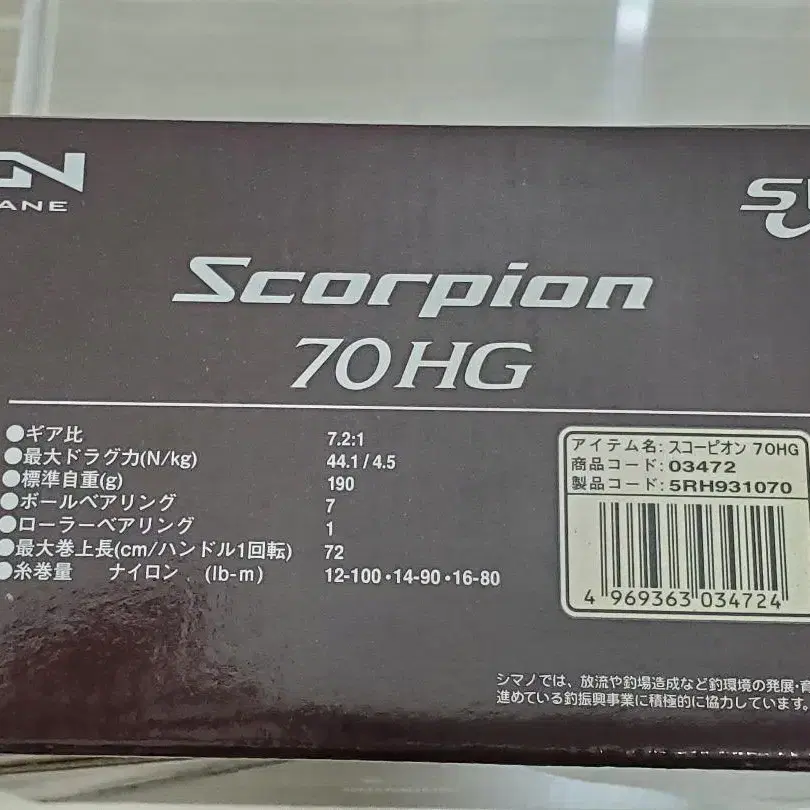 ANE
Scorpion
70HG
●ギア比 7.2:1
●最大ドラグ力(N/kg) 44.1/4.5
●標準自重(g) 190
●ボールベアリング 7
●ローラーベアリング 1
●最大巻上長(cm/ハンドル1回転) 72
●糸巻量 ナイロン (lb-m) 12-100・14-90・16-80
アイテム名: スコーピオン 70HG
商品コード: 03472
製品コード: 5RH931070
4 969363 034724
シマノでは、放流や釣場造成など釣環境の発展・育
進めている釣振興事業に積極的に協力しています。